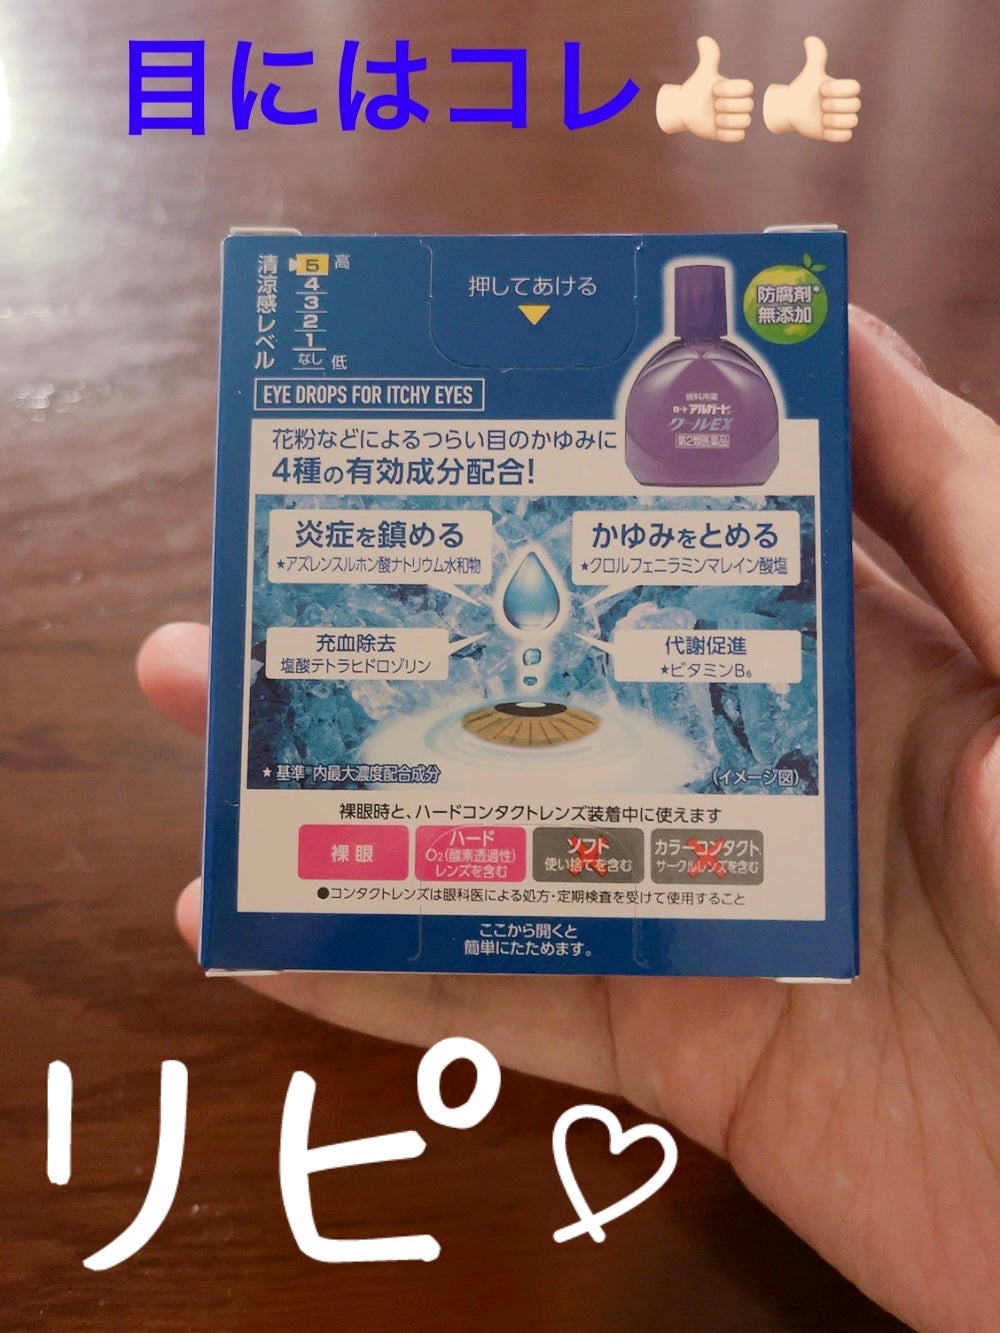 目にはコレ👍🏻👍🏻
清涼感レベル
5 高
4
3
2
1
なし 低
押してあける
防腐剤*
無添加
EYE DROPS FOR ITCHY EYES
眼科用薬
ロートアルガード®
クールEX
第2類医薬品
花粉などによるつらい目のかゆみに
4種の有効成分配合!
炎症を鎮める
★アズレンスルホン酸ナトリウム水和物
かゆみをとめる
★クロルフェニラミンマレイン酸塩
充血除去
塩酸テトラヒドロゾリン
代謝促進
★ビタミンB₆
★基準※内最大濃度配合成分
(イメージ図)
裸眼時と、ハードコンタクトレンズ装着中に使えます
裸眼
ハード
O₂(酸素透過性)
レンズを含む
ソフト
使い捨てを含む
カラーコンタクト
サークルレンズを含む
●コンタクトレンズは眼科医による処方・定期検査を受けて使用すること
ここから開くと
簡単にたためます。
リピ♡